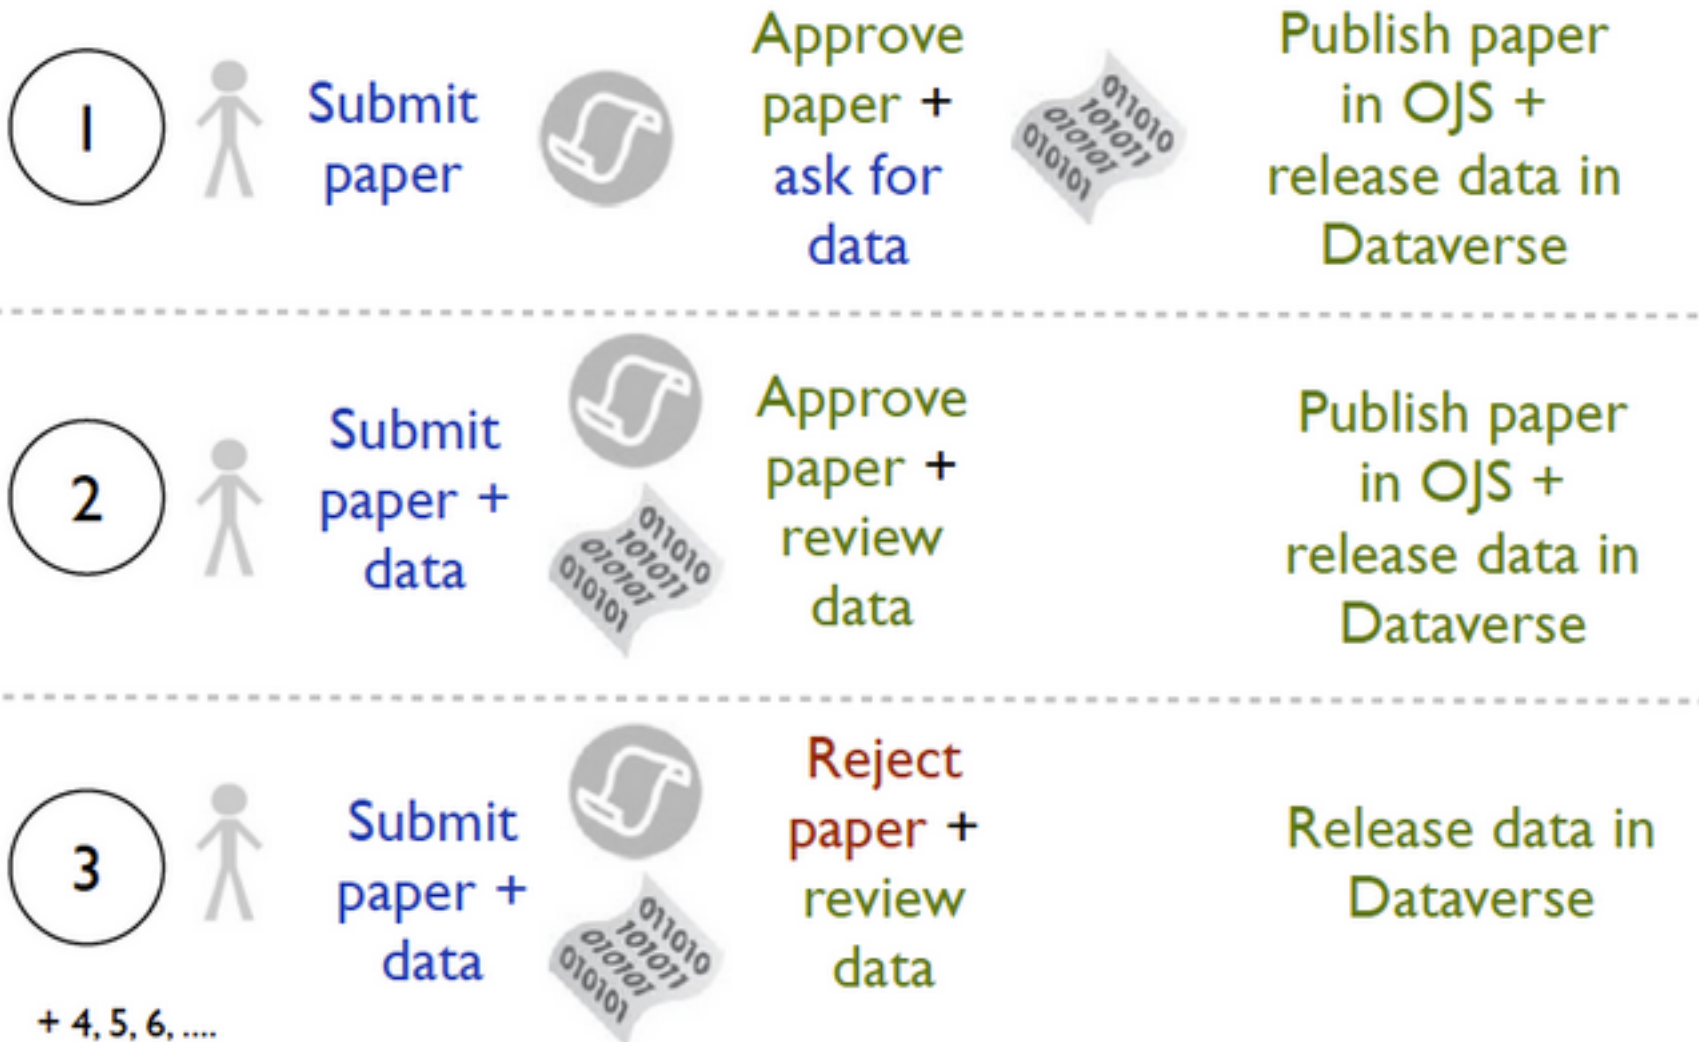 1
Submit
paper
Approve
paper +
ask for
data
011010
101011
010101
010101
Publish paper
in OJS +
release data in
Dataverse
2
Submit
paper +
data
011010
101011
010101
010101
Approve
paper +
review
data
Publish paper
in OJS +
release data in
Dataverse
3
Submit
paper +
data
011010
101011
010101
010101
Reject
paper +
review
data
Release data in
Dataverse
+ 4, 5, 6, ....